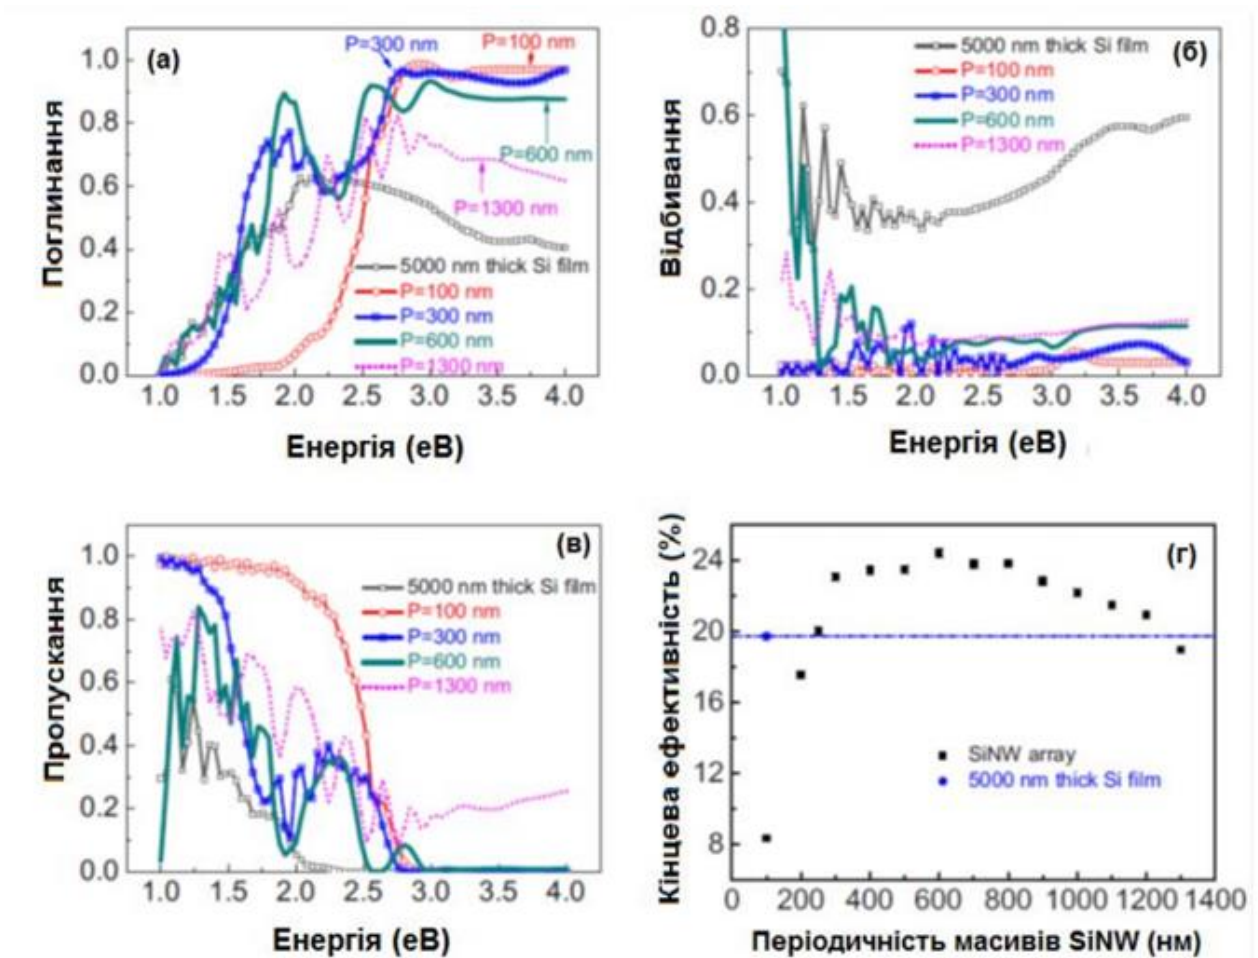 (а)
P=300 nm
P=100 nm
P=600 nm
P=1300 nm
5000 nm thick Si film
P=100 nm
P=300 nm
P=600 nm
P=1300 nm
Поглинання
1.0
0.8
0.6
0.4
0.2
0.0
1.0 1.5 2.0 2.5 3.0 3.5 4.0
Енергія (еВ)
(б)
5000 nm thick Si film
P=100 nm
P=300 nm
P=600 nm
P=1300 nm
Відбивання
0.8
0.6
0.4
0.2
0.0
1.0 1.5 2.0 2.5 3.0 3.5 4.0
Енергія (еВ)
(в)
5000 nm thick Si film
P=100 nm
P=300 nm
P=600 nm
P=1300 nm
Пропускання
1.0
0.8
0.6
0.4
0.2
0.0
1.0 1.5 2.0 2.5 3.0 3.5 4.0
Енергія (еВ)
(г)
SiNW array
5000 nm thick Si film
Кінцева ефективність (%)
24
20
16
12
8
0 200 400 600 800 1000 1200 1400
Періодичність масивів SiNW (нм)